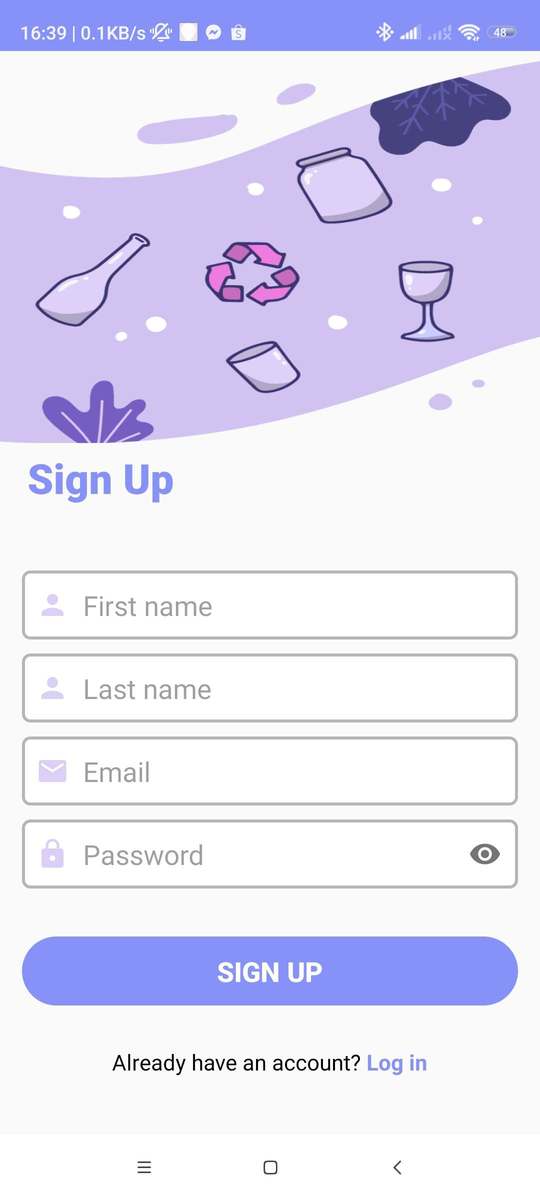 16:39 | 0.1KB/s
48
Sign Up
First name
Last name
Email
Password
SIGN UP
Already have an account? Log in